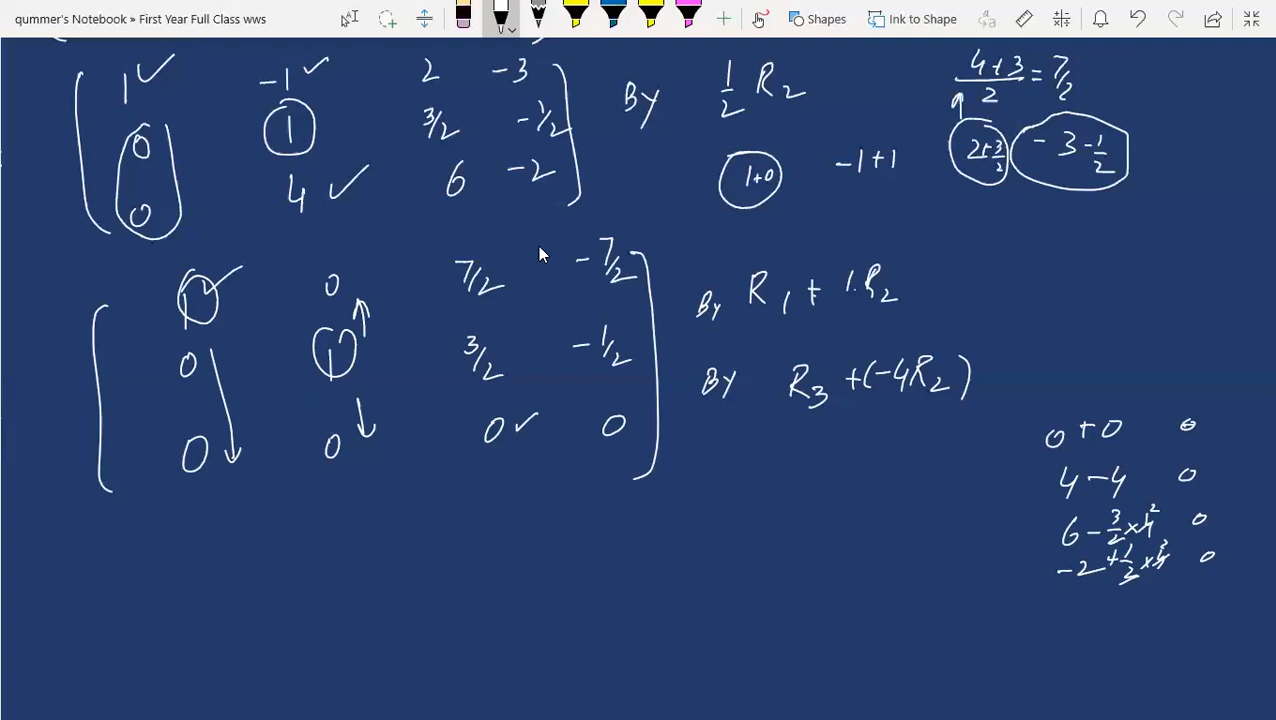 qummer's Notebook » First Year Full Class wws
Shapes
Ink to Shape
1 -1 2 -3 By 1/2 R2
0 1 3/2 -1/2
0 4 6 -2
4+3/2 = 7/2
1+0 -1+1 2+3/2 -3-1/2
1 0 7/2 -7/2 By R1 + 1.R2
0 1 3/2 -1/2 By R3 +(-4R2)
0 0 0 0
0+0 0
4-4 0
6-3/2×4 2 0
-2+1/2×4 2 0